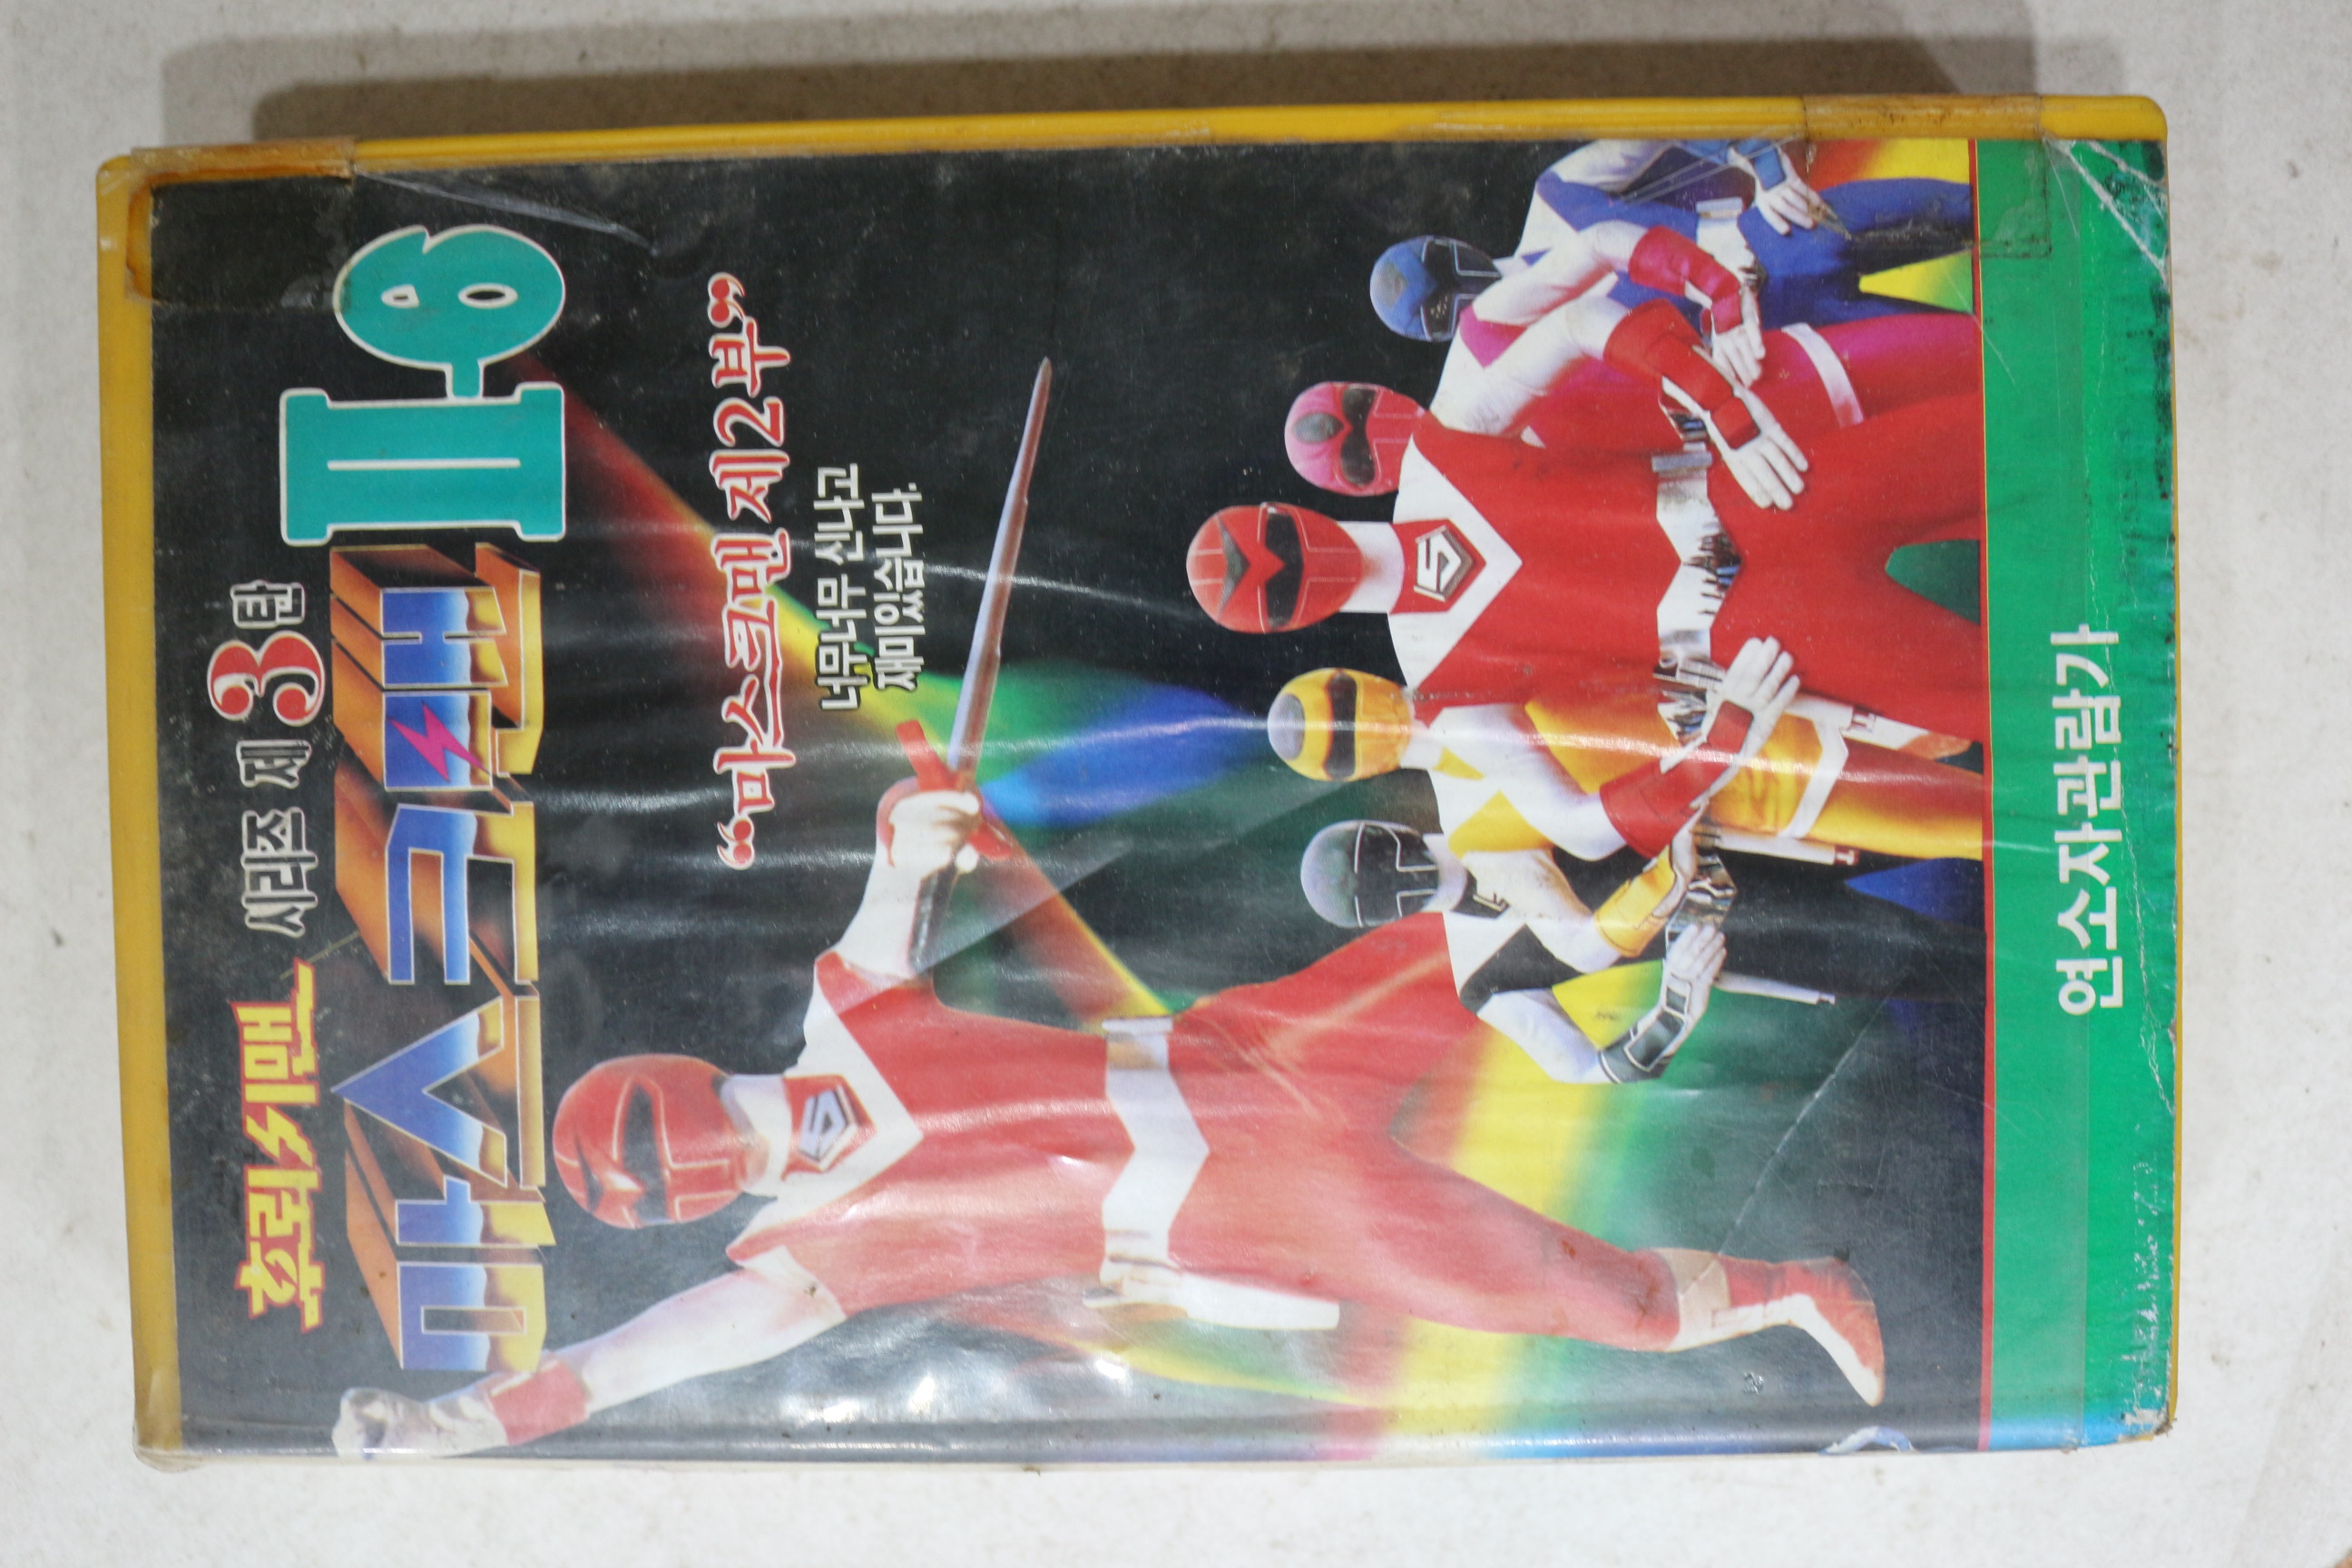 후뢰시맨 시리즈 제3탄
마스크맨 II-6
"마스크맨 제2부"
너무너무 신나고
재미있습니다.
5
5
연소자관람가